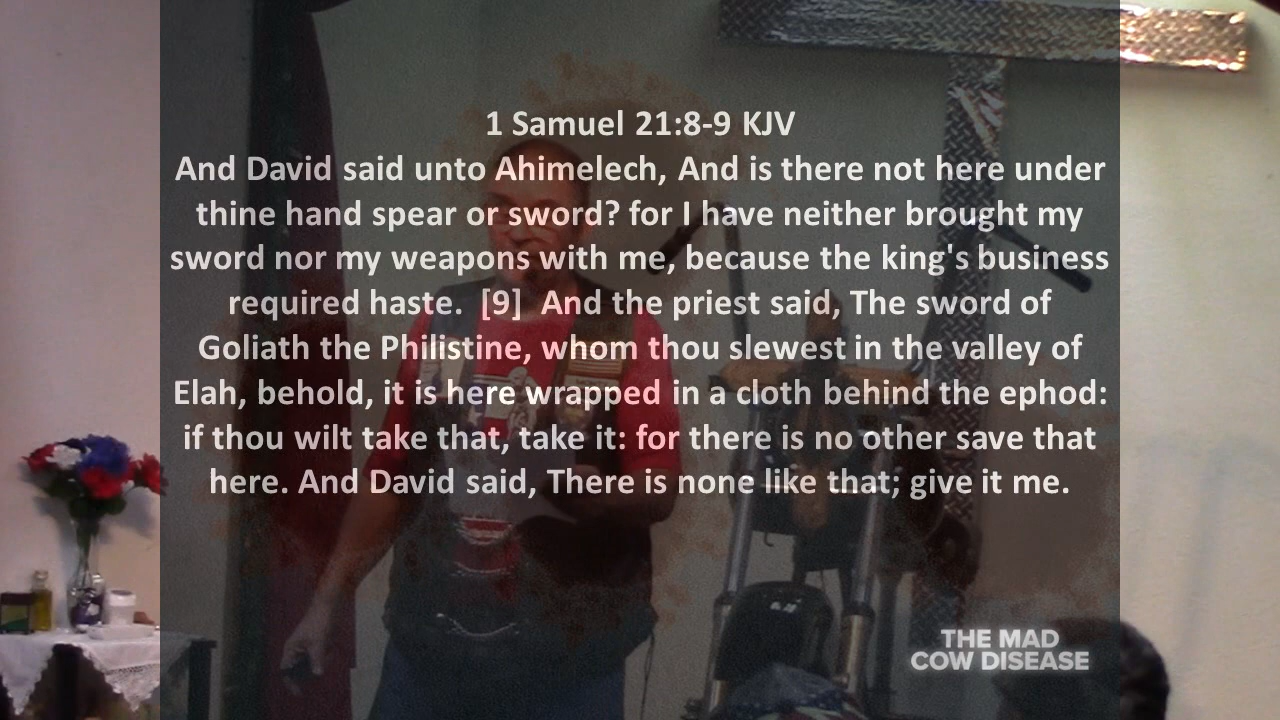 1 Samuel 21:8-9 KJV
And David said unto Ahimelech, And is there not here under
thine hand spear or sword? for I have neither brought my
sword nor my weapons with me, because the king's business
required haste.  [9]  And the priest said, The sword of
Goliath the Philistine, whom thou slewest in the valley of
Elah, behold, it is here wrapped in a cloth behind the ephod:
if thou wilt take that, take it: for there is no other save that
here. And David said, There is none like that; give it me.
THE MAD
COW DISEASE